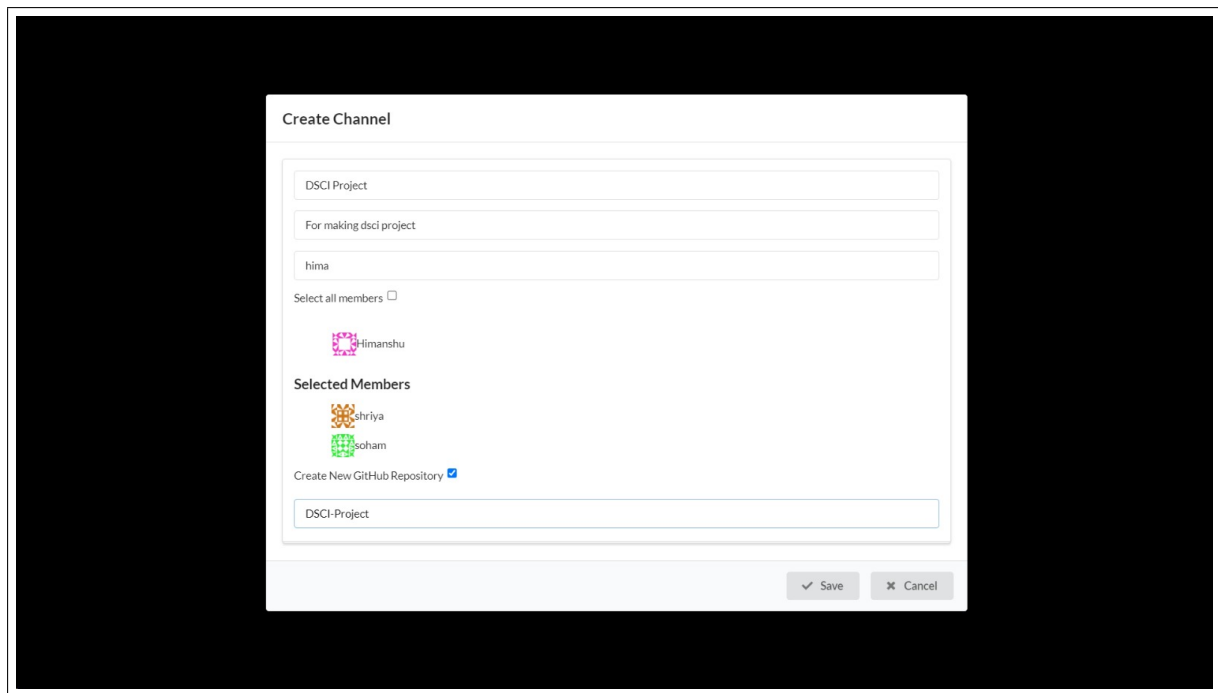 Create Channel
DSCI Project
For making dsci project
hima
Select all members
Himanshu
Selected Members
shriya
soham
Create New GitHub Repository
DSCI-Project
Save Cancel